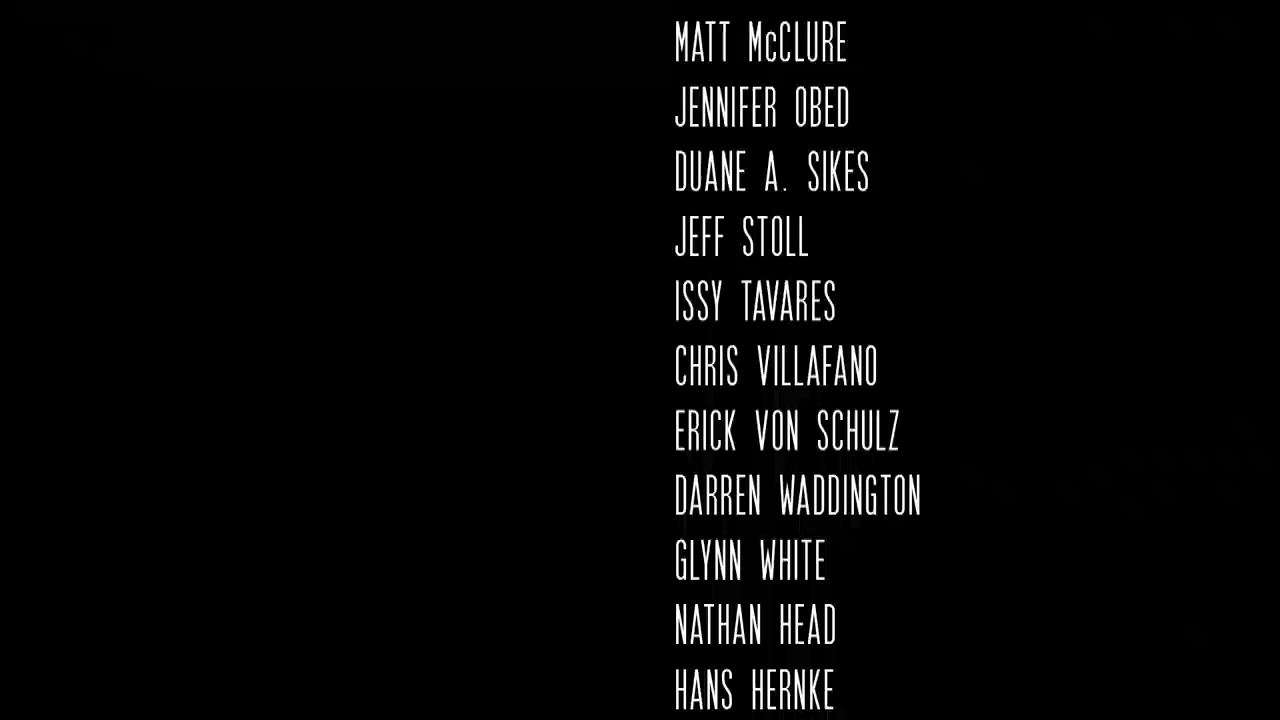 MATT McCLURE
JENNIFER OBED
DUANE A. SIKES
JEFF STOLL
ISSY TAVARES
CHRIS VILLAFANO
ERICK VON SCHULZ
DARREN WADDINGTON
GLYNN WHITE
NATHAN HEAD
HANS HERNKE